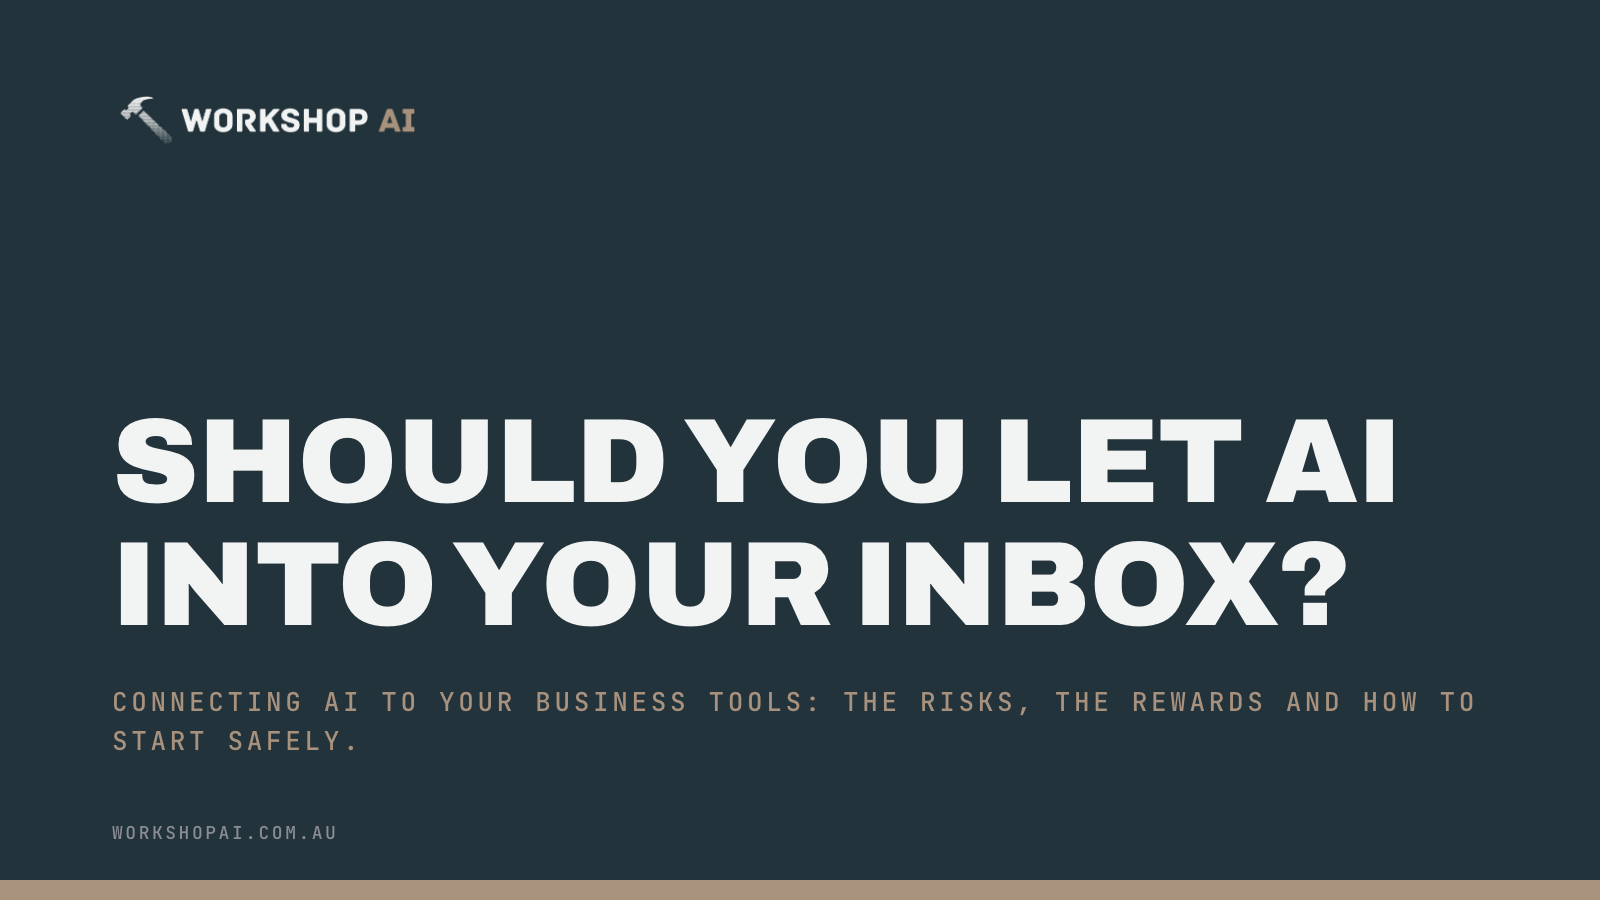 WORKSHOP AI
SHOULD YOU LET AI
INTO YOUR INBOX?
CONNECTING AI TO YOUR BUSINESS TOOLS: THE RISKS, THE REWARDS AND HOW TO
START SAFELY.
WORKSHOPAI.COM.AU